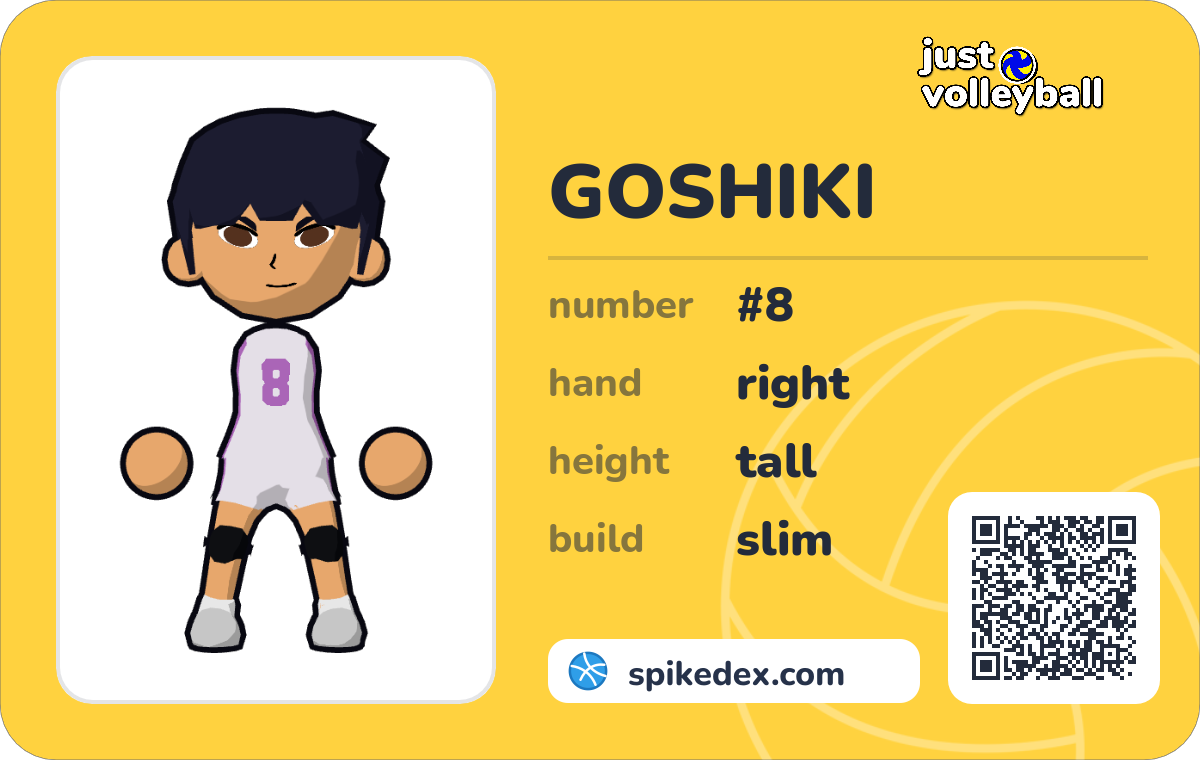 just
volleyball
GOSHIKI
number #8
hand right
height tall
build slim
8
spikedex.com